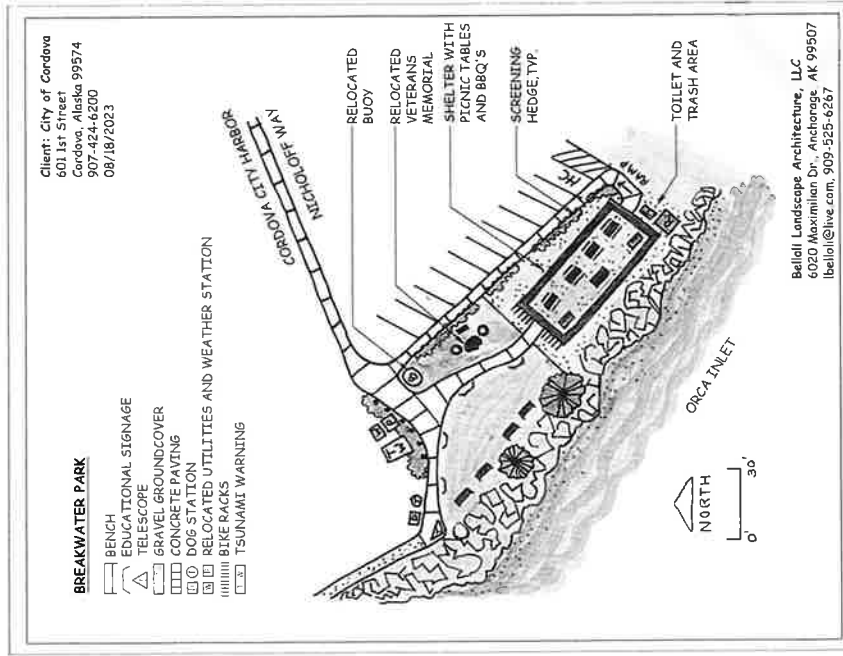 BREAKWATER PARK
BENCH
EDUCATIONAL SIGNAGE
TELESCOPE
GRAVEL GROUNDCOVER
CONCRETE PAVING
DOG STATION
RELOCATED UTILITIES AND WEATHER STATION
BIKE RACKS
TSUNAMI WARNING
Client: City of Cordova
601 1st Street
Cordova, Alaska 99574
907-424-6200
08/18/2023
CORDOVA CITY HARBOR
NICHOLOFF WAY
RELOCATED
BUOY
RELOCATED
VETERANS
MEMORIAL
SHELTER WITH
PICNIC TABLES
AND BBQ'S
SCREENING
HEDGE, TYP.
TOILET AND
TRASH AREA
HC
RAMP
ORCA INLET
NORTH
0' 30'
Belloli Landscape Architecture, LLC
6020 Maximilian Dr., Anchorage, AK 99507
lbelloli@live.com, 909-525-6267